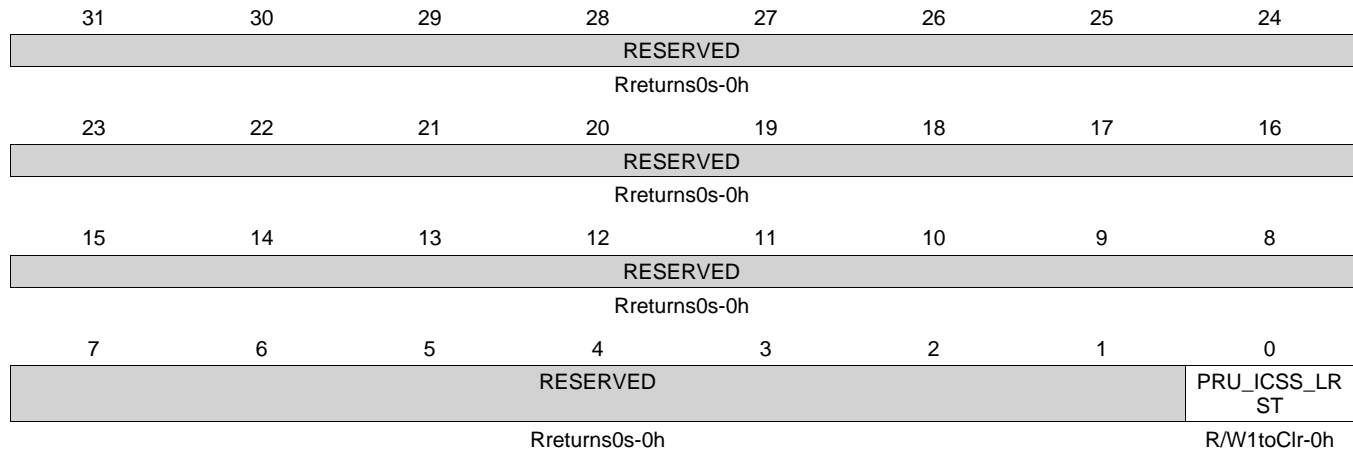 31 30 29 28 27 26 25 24
RESERVED
Rreturns0s-0h
23 22 21 20 19 18 17 16
RESERVED
Rreturns0s-0h
15 14 13 12 11 10 9 8
RESERVED
Rreturns0s-0h
7 6 5 4 3 2 1 0
RESERVED PRU_ICSS_LR
ST
Rreturns0s-0h R/W1toClr-0h